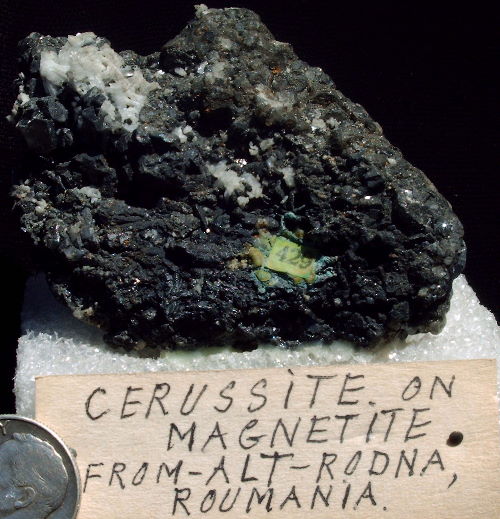 CERUSSITE. ON
MAGNETITE
FROM-ALT-RODNA,
ROUMANIA.